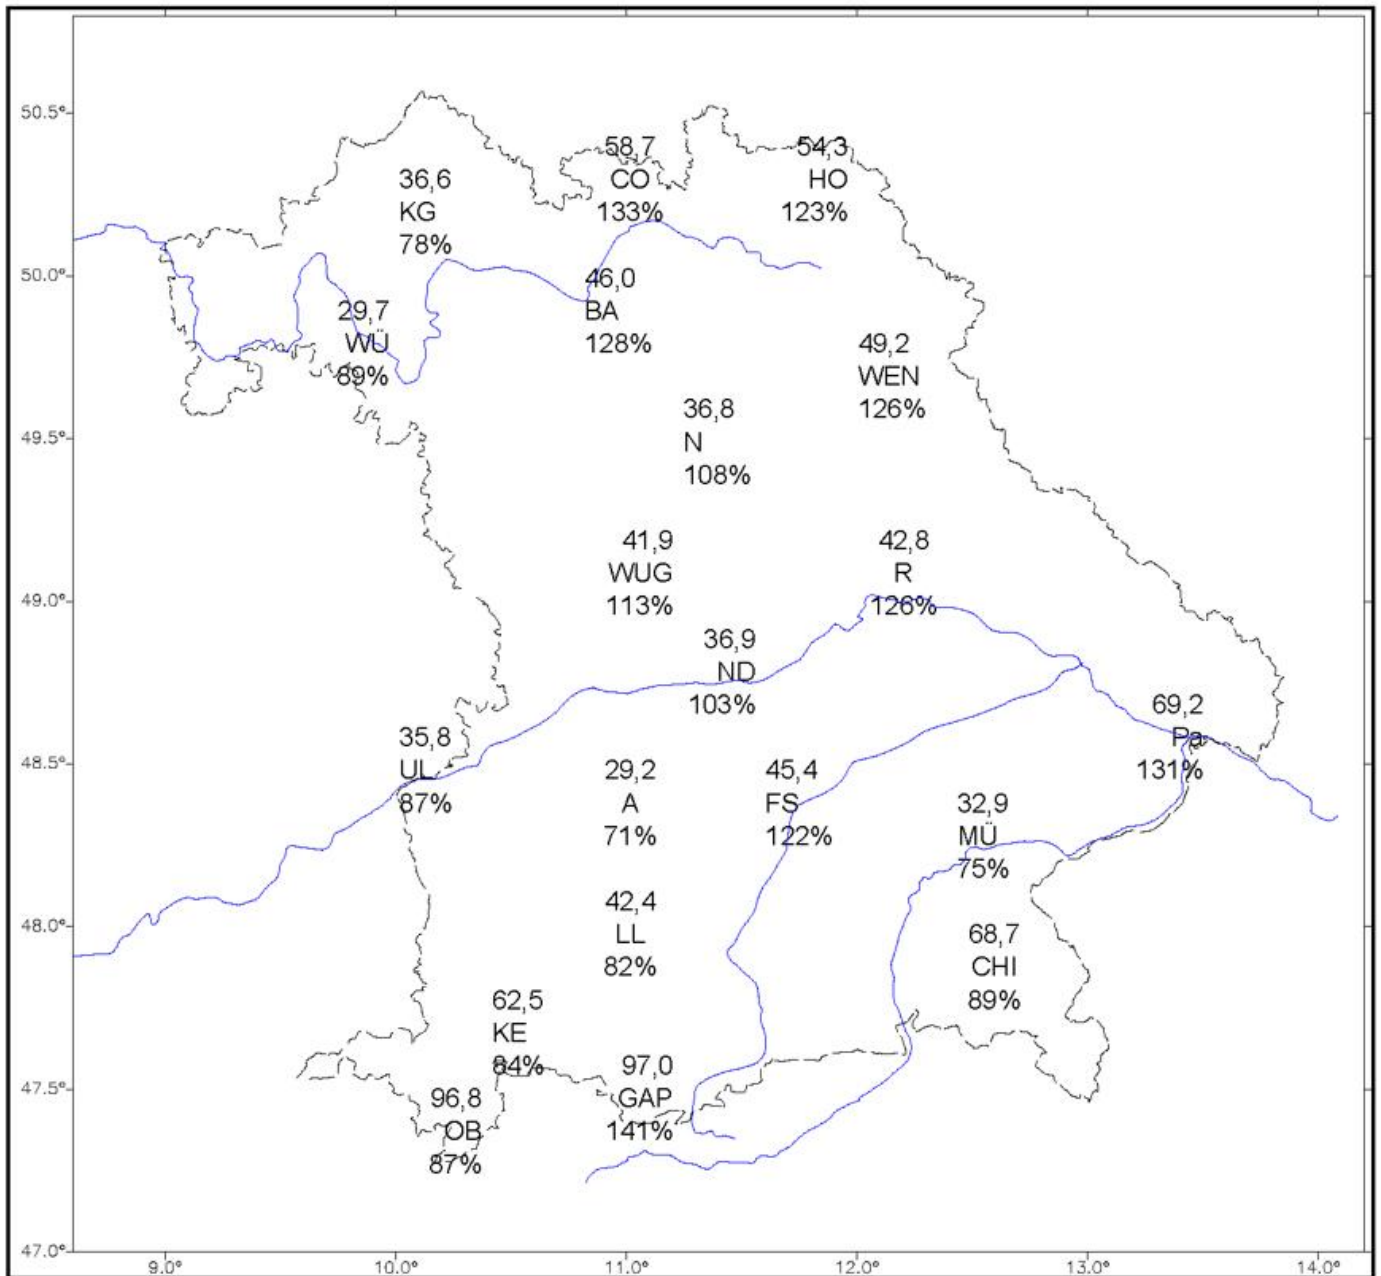 50.5°
58,7
CO
133%
54,3
HO
123%
36,6
KG
78%
50.0°
46,0
BA
128%
29,7
WÜ
89%
49,2
WEN
126%
36,8
N
108%
49.5°
41,9
WUG
113%
42,8
R
126%
49.0°
36,9
ND
103%
69,2
Pa
131%
35,8
UL
87%
48.5°
29,2
A
71%
45,4
FS
122%
32,9
MÜ
75%
42,4
LL
82%
48.0°
68,7
CHI
89%
62,5
KE
84%
97,0
GAP
141%
47.5°
96,8
OB
87%
47.0°
9.0°
10.0°
11.0°
12.0°
13.0°
14.0°